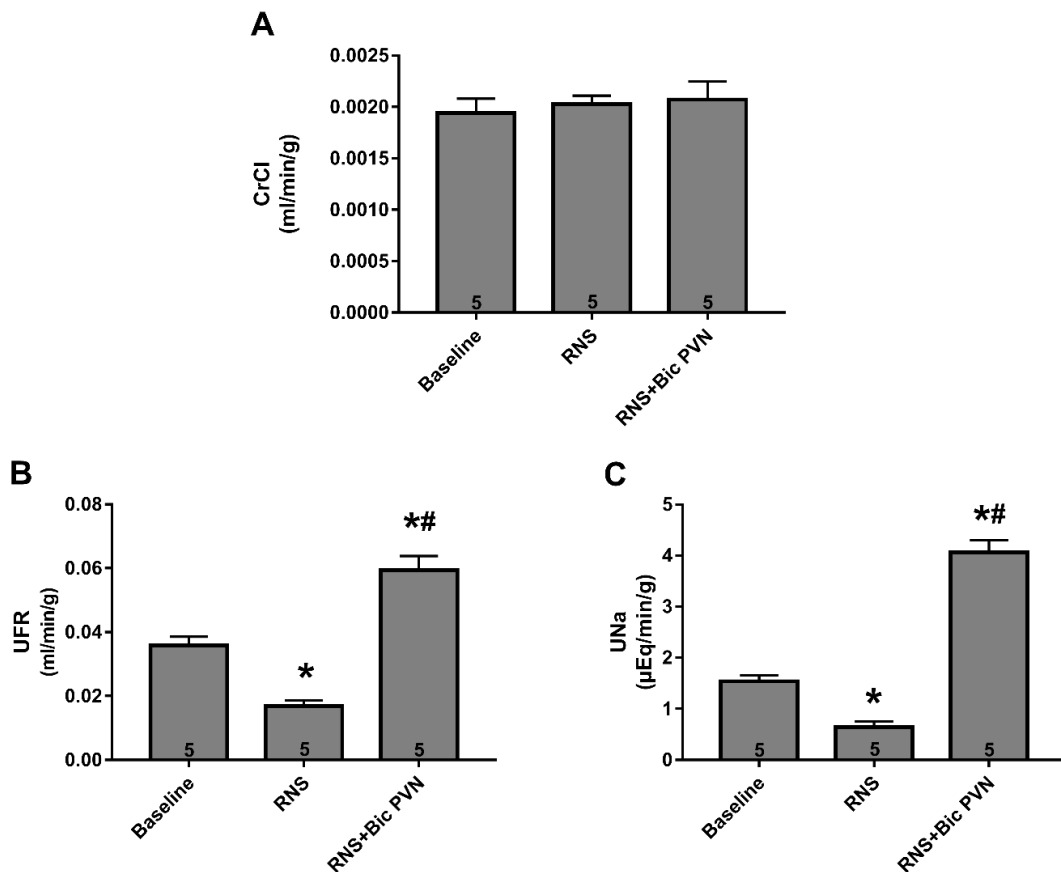 A
0.0025
0.0020
0.0015
0.0010
0.0005
0.0000
CrCl
(ml/min/g)
5
5
5
Baseline
RNS
RNS+Bic PVN
B
0.08
0.06
0.04
0.02
0.00
UFR
(ml/min/g)
*
*#
5
5
5
Baseline
RNS
RNS+Bic PVN
C
5
4
3
2
1
0
UNa
(µEq/min/g)
*
*#
5
5
5
Baseline
RNS
RNS+Bic PVN